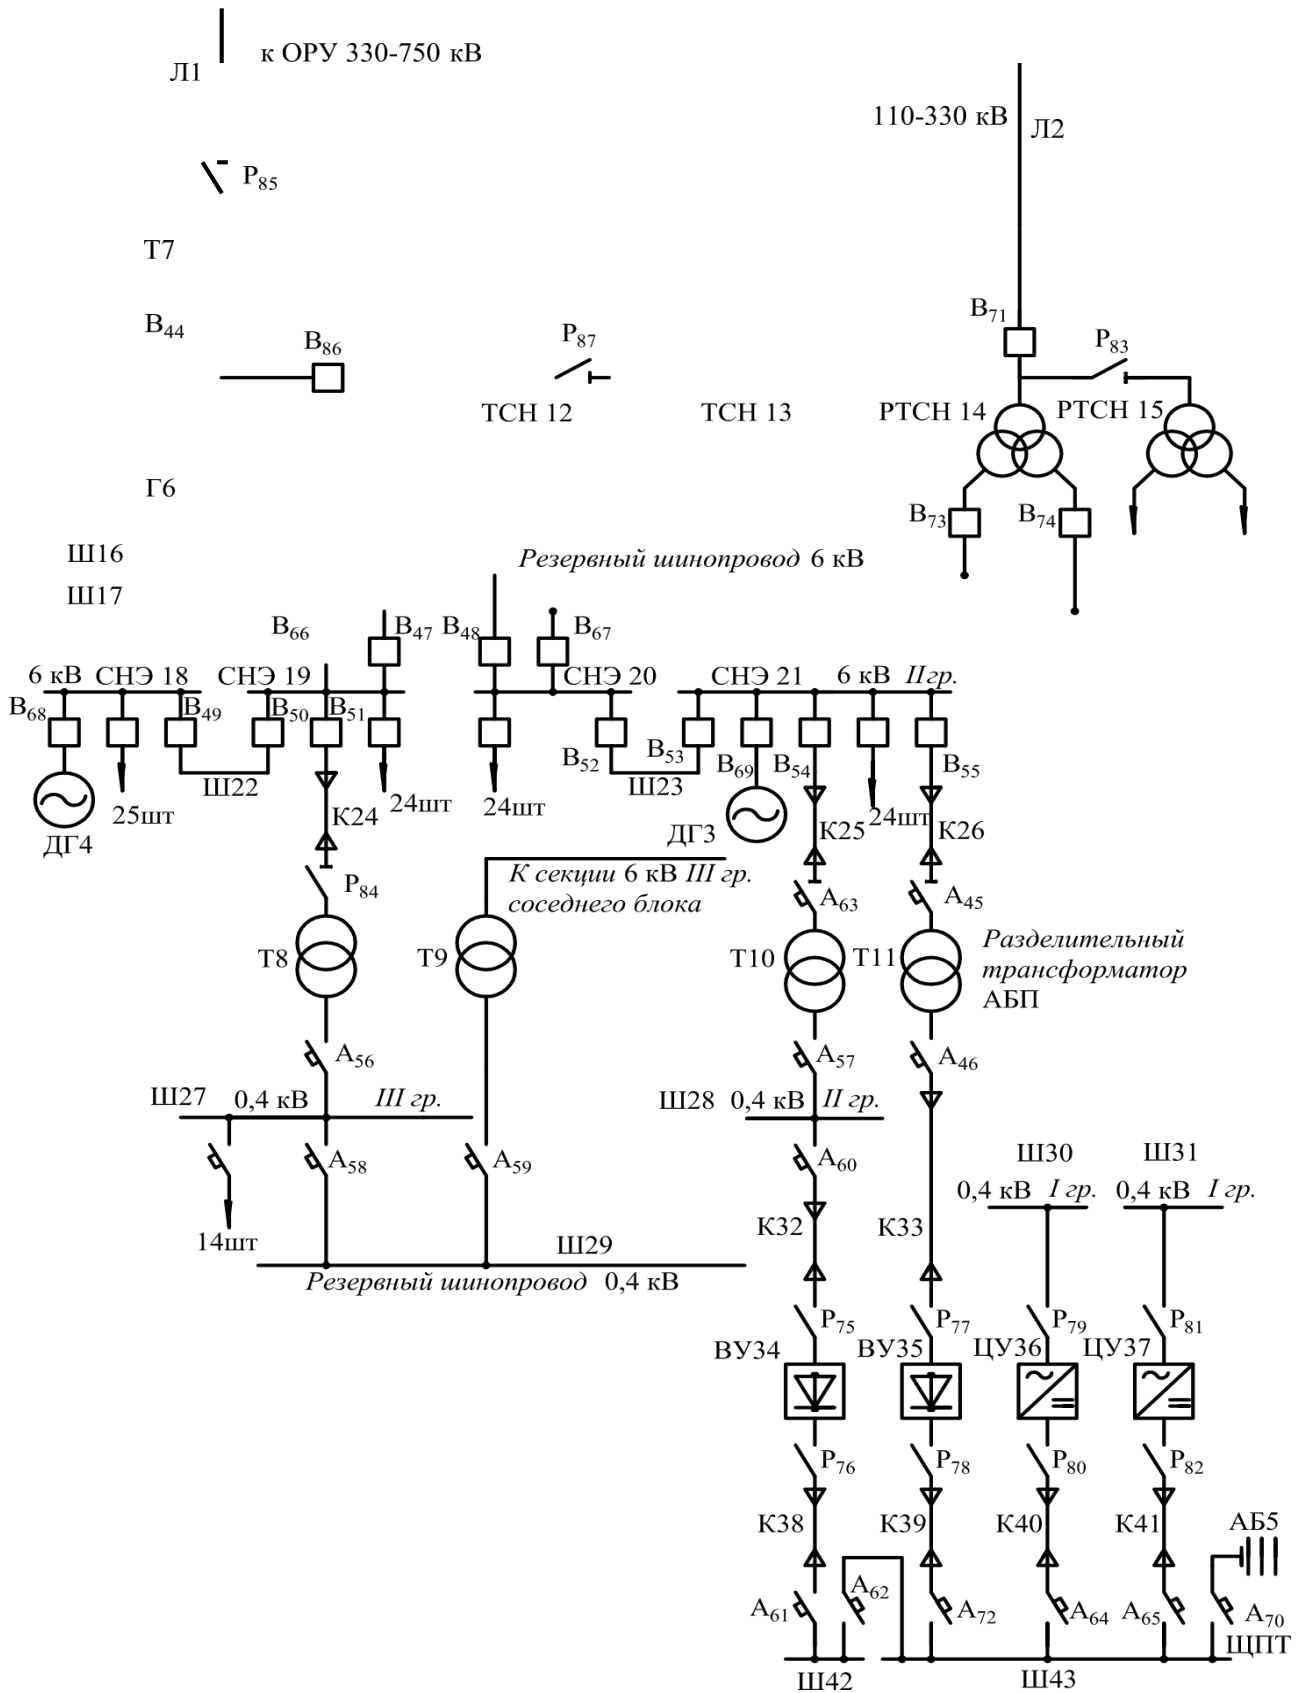 Л1
к ОРУ 330-750 кВ
110-330 кВ
Л2
Р85
Т7
В44
В86
Р87
В71
Р83
ТСН 12
ТСН 13
РТСН 14
РТСН 15
Г6
В73
В74
Ш16
Резервный шинопровод 6 кВ
Ш17
В66
В47
В48
В67
6 кВ
СНЭ 18
СНЭ 19
СНЭ 20
СНЭ 21
6 кВ
II гр.
В68
В49
В50
В51
В52
В53
В69
В54
В55
Ш22
Ш23
25шт
К24
24шт
24шт
ДГ4
ДГ3
К25
24шт
К26
К секции 6 кВ III гр.
соседнего блока
Р84
А63
А45
Т8
Т9
Т10
Т11
Разделительный
трансформатор
АБП
А56
А57
А46
Ш27
0,4 кВ
III гр.
Ш28
0,4 кВ
II гр.
А58
А59
А60
Ш30
Ш31
0,4 кВ
I гр.
0,4 кВ
I гр.
14шт
К32
К33
Ш29
Резервный шинопровод 0,4 кВ
Р75
Р77
Р79
Р81
ВУ34
ВУ35
ЦУ36
ЦУ37
Р76
Р78
Р80
Р82
К38
К39
К40
К41
АБ5
А61
А62
А72
А64
А65
А70
ЩПТ
Ш42
Ш43